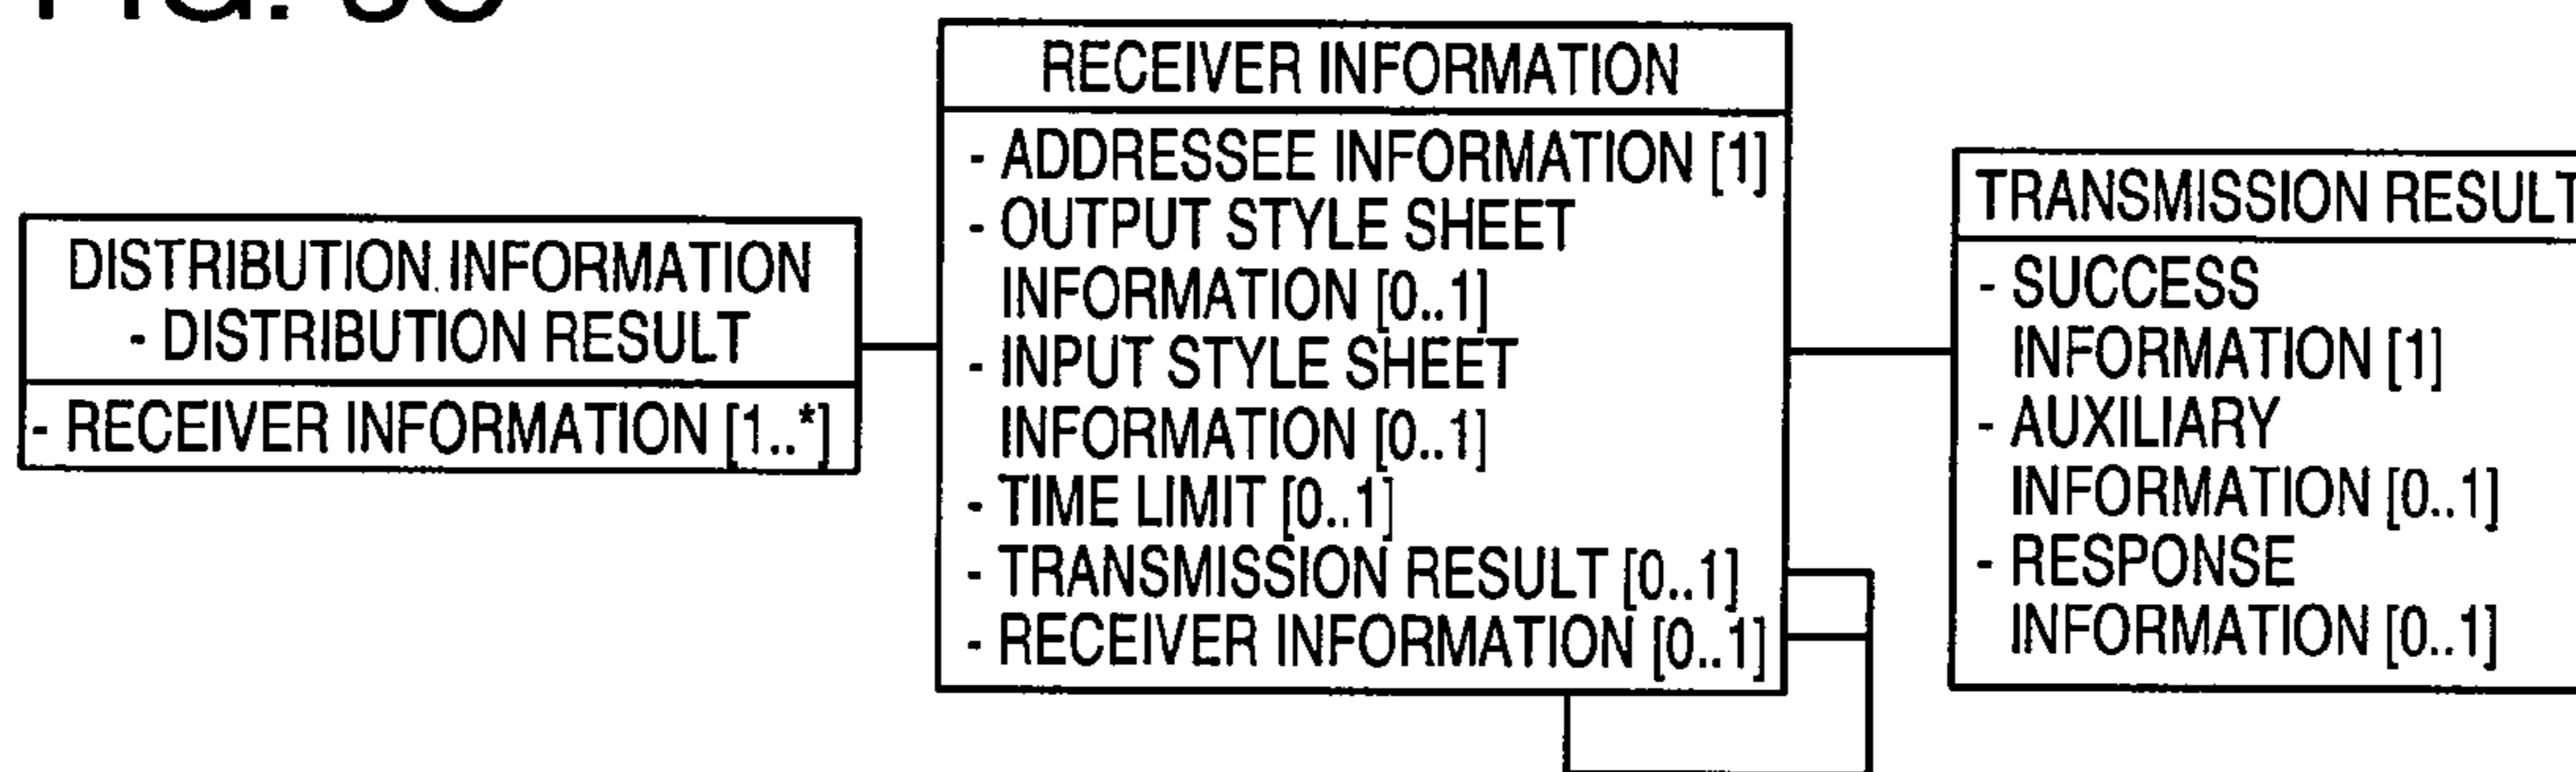 DISTRIBUTION INFORMATION
- DISTRIBUTION RESULT
- RECEIVER INFORMATION [1..*]
RECEIVER INFORMATION
- ADDRESSEE INFORMATION [1]
- OUTPUT STYLE SHEET
INFORMATION [0..1]
- INPUT STYLE SHEET
INFORMATION [0..1]
- TIME LIMIT [0..1]
- TRANSMISSION RESULT [0..1]
- RECEIVER INFORMATION [0..1]
TRANSMISSION RESULT
- SUCCESS
INFORMATION [1]
- AUXILIARY
INFORMATION [0..1]
- RESPONSE
INFORMATION [0..1]